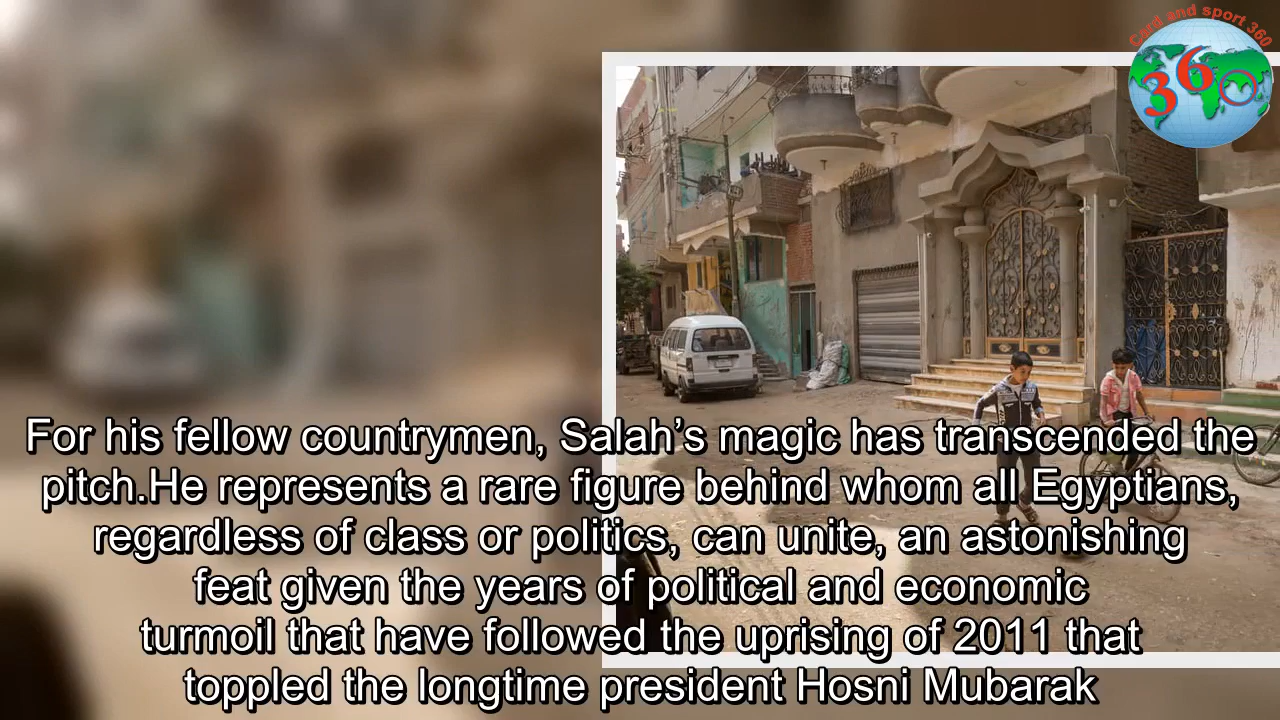 Card and sport 360
360
For his fellow countrymen, Salah’s magic has transcended the
pitch.He represents a rare figure behind whom all Egyptians,
regardless of class or politics, can unite, an astonishing
feat given the years of political and economic
turmoil that have followed the uprising of 2011 that
toppled the longtime president Hosni Mubarak